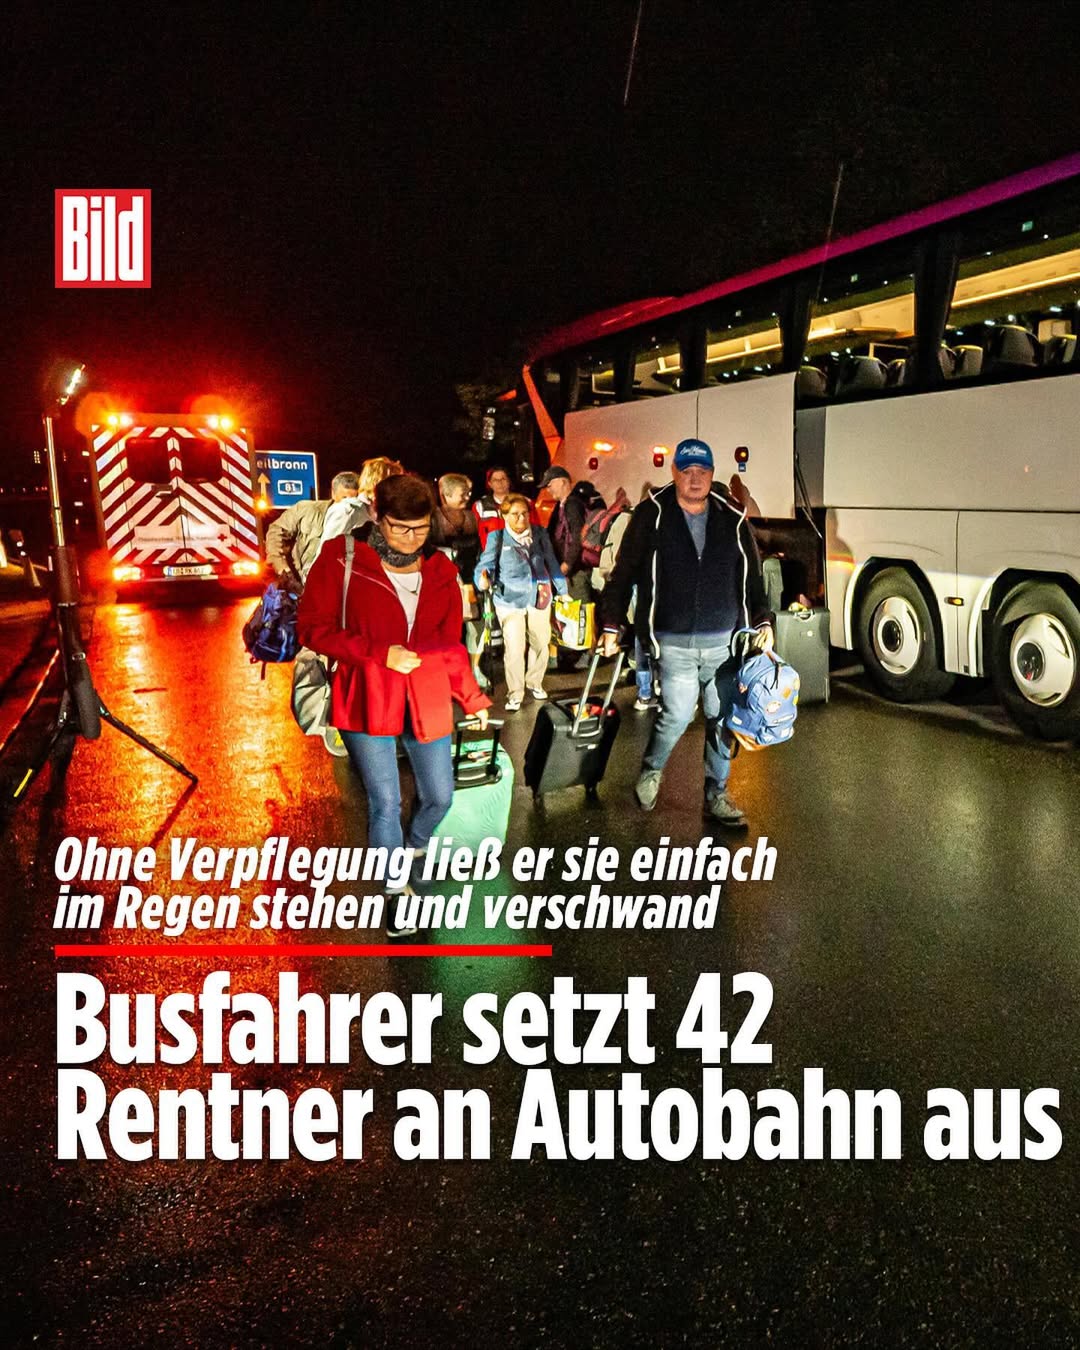 Bild
eilbronn
81
Ohne Verpflegung ließ er sie einfach
im Regen stehen und verschwand
Busfahrer setzt 42
Rentner an Autobahn aus